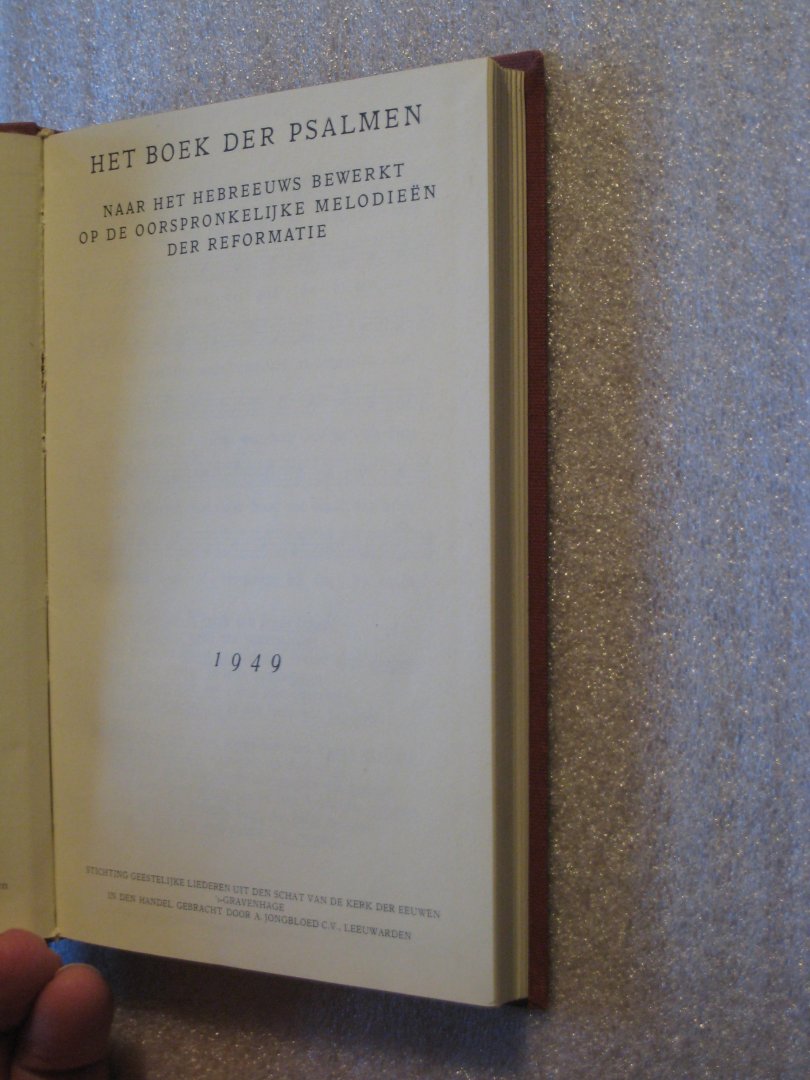 HET BOEK DER PSALMEN
NAAR HET HEBREEUWS BEWERKT
OP DE OORSPRONKELIJKE MELODIEËN
DER REFORMATIE
1949
STICHTING GEESTELIJKE LIEDEREN UIT DEN SCHAT VAN DE KERK DER EEUWEN
's-GRAVENHAGE
IN DEN HANDEL GEBRACHT DOOR A. JONGBLOED C.V., LEEUWARDEN